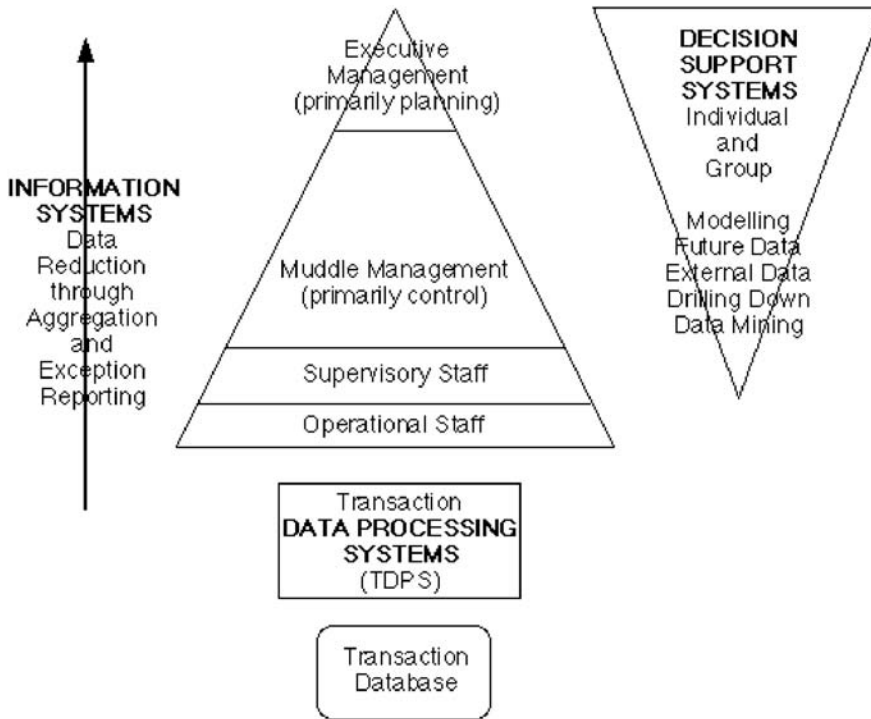 Executive
Management
(primarily planning)
DECISION
SUPPORT
SYSTEMS
Individual
and
Group
Modelling
Future Data
External Data
Drilling Down
Data Mining
INFORMATION
SYSTEMS
Data
Reduction
through
Aggregation
and
Exception
Reporting
Muddle Management
(primarily control)
Supervisory Staff
Operational Staff
Transaction
DATA PROCESSING
SYSTEMS
(TDPS)
Transaction
Database